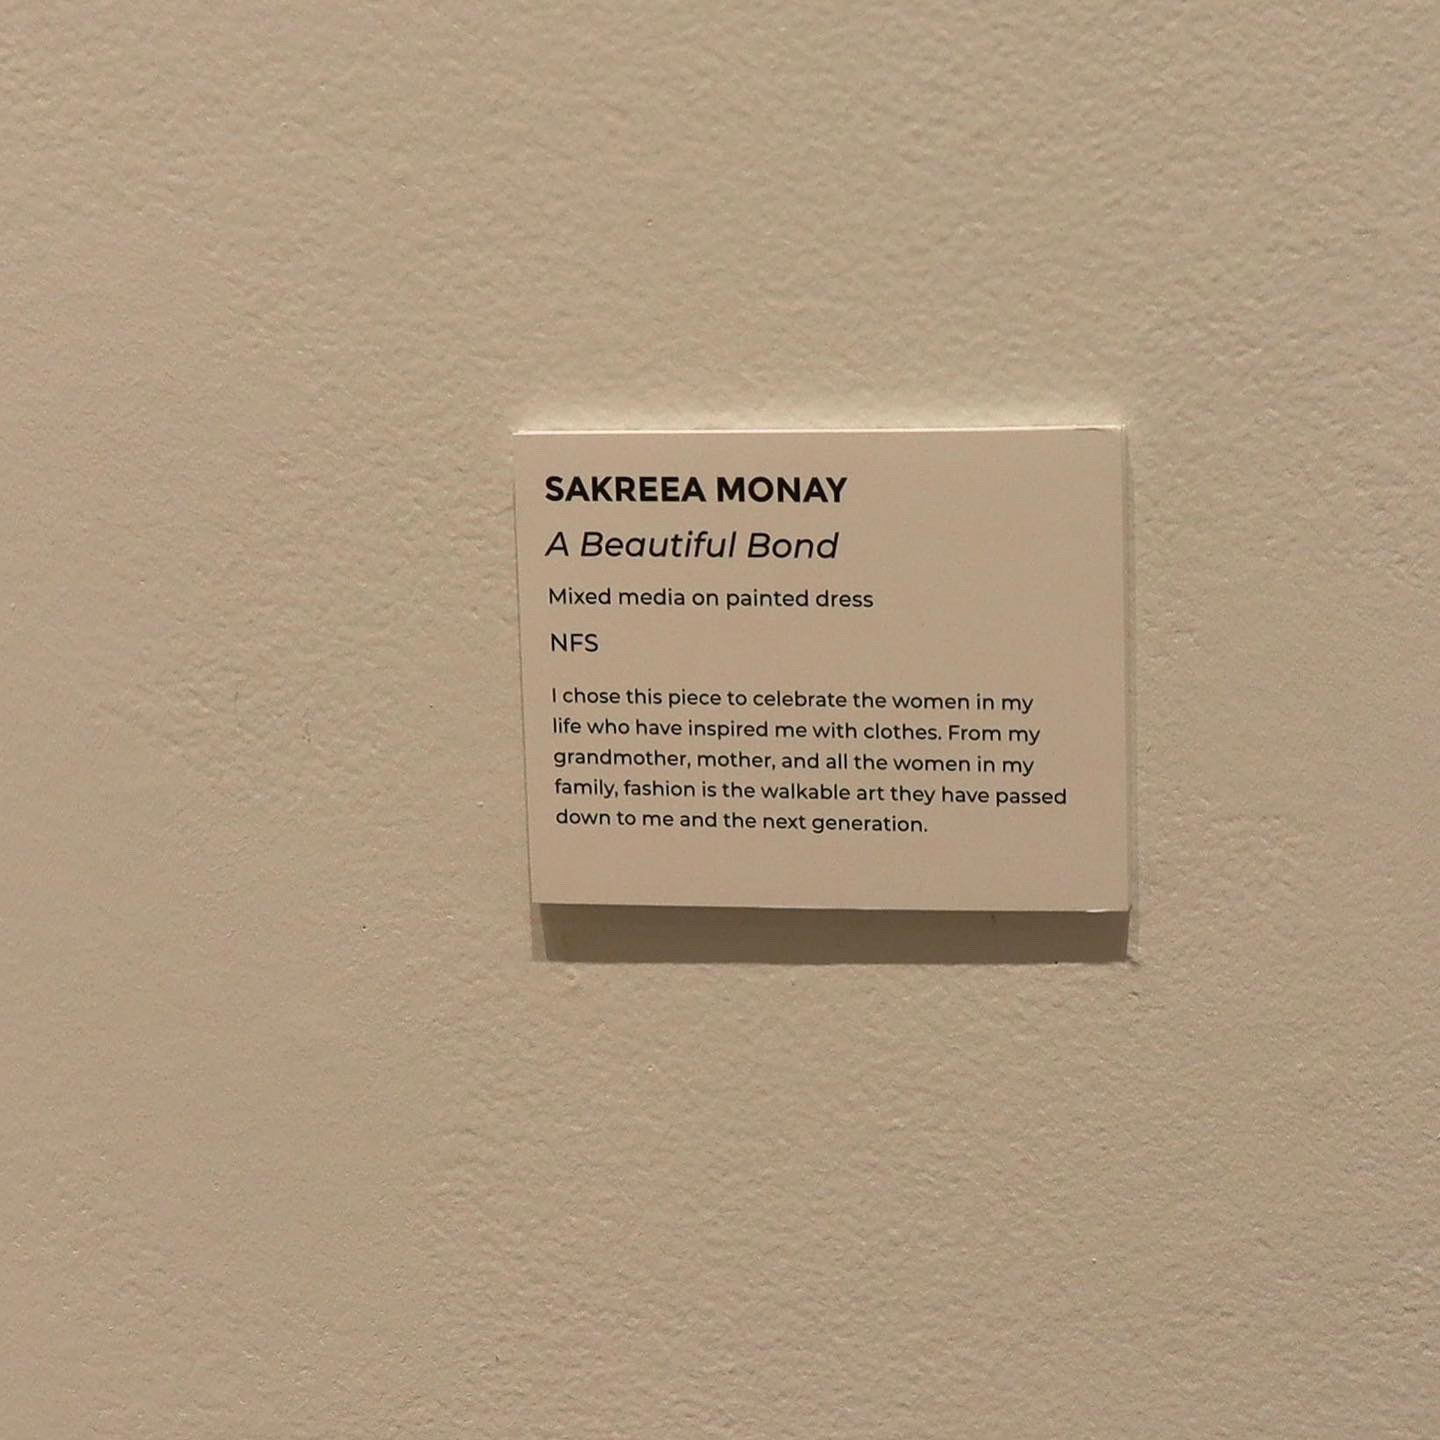 SAKREEA MONAY
A Beautiful Bond
Mixed media on painted dress
NFS
I chose this piece to celebrate the women in my
life who have inspired me with clothes. From my
grandmother, mother, and all the women in my
family, fashion is the walkable art they have passed
down to me and the next generation.